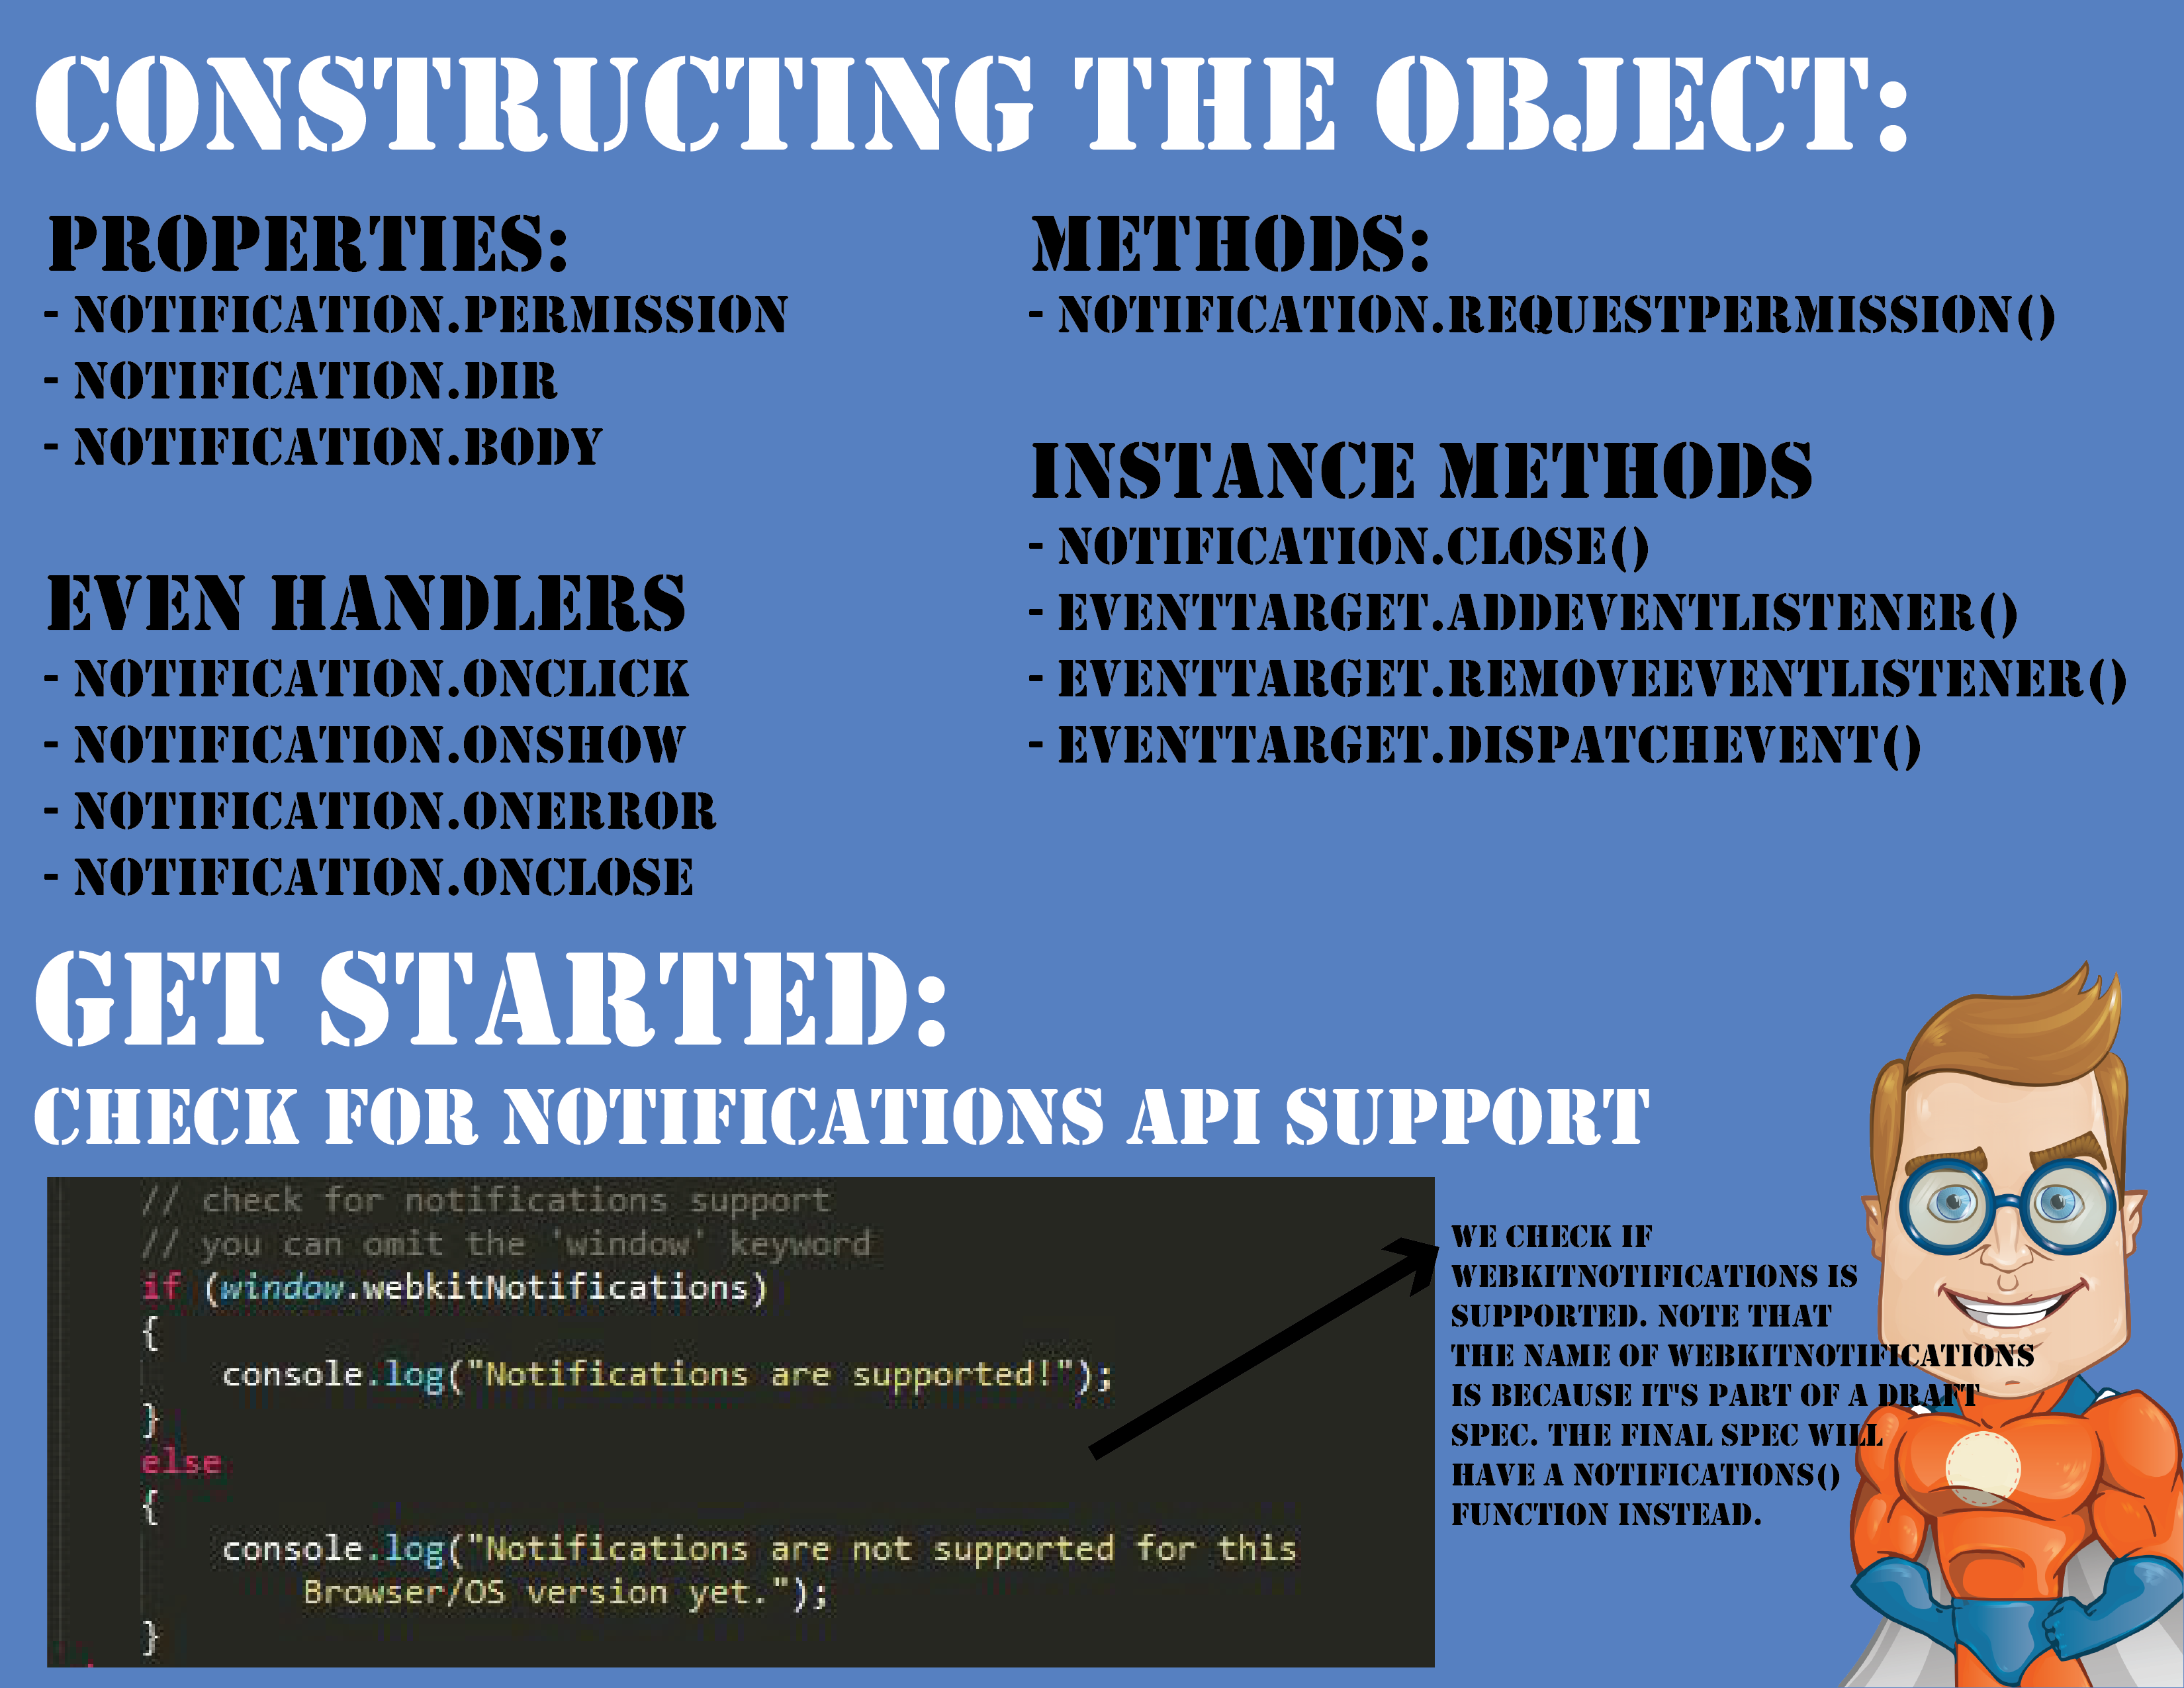 CONSTRUCTING THE OBJECT:
PROPERTIES:
- NOTIFICATION.PERMISSION
- NOTIFICATION.DIR
- NOTIFICATION.BODY
EVEN HANDLERS
- NOTIFICATION.ONCLICK
- NOTIFICATION.ONSHOW
- NOTIFICATION.ONERROR
- NOTIFICATION.ONCLOSE
METHODS:
- NOTIFICATION.REQUESTPERMISSION()
INSTANCE METHODS
- NOTIFICATION.CLOSE()
- EVENTTARGET.ADDEVENTLISTENER()
- EVENTTARGET.REMOVEEVENTLISTENER()
- EVENTTARGET.DISPATCHEVENT()
GET STARTED:
CHECK FOR NOTIFICATIONS API SUPPORT
// check for notifications support
// you can omit the 'window' keyword
if (window.webkitNotifications)
{
console.log("Notifications are supported!");
}
else
{
console.log("Notifications are not supported for this
Browser/OS version yet.");
}
WE CHECK IF
WEBKITNOTIFICATIONS IS
SUPPORTED. NOTE THAT
THE NAME OF WEBKITNOTIFICATIONS
IS BECAUSE IT'S PART OF A DRAFT
SPEC. THE FINAL SPEC WILL
HAVE A NOTIFICATIONS()
FUNCTION INSTEAD.